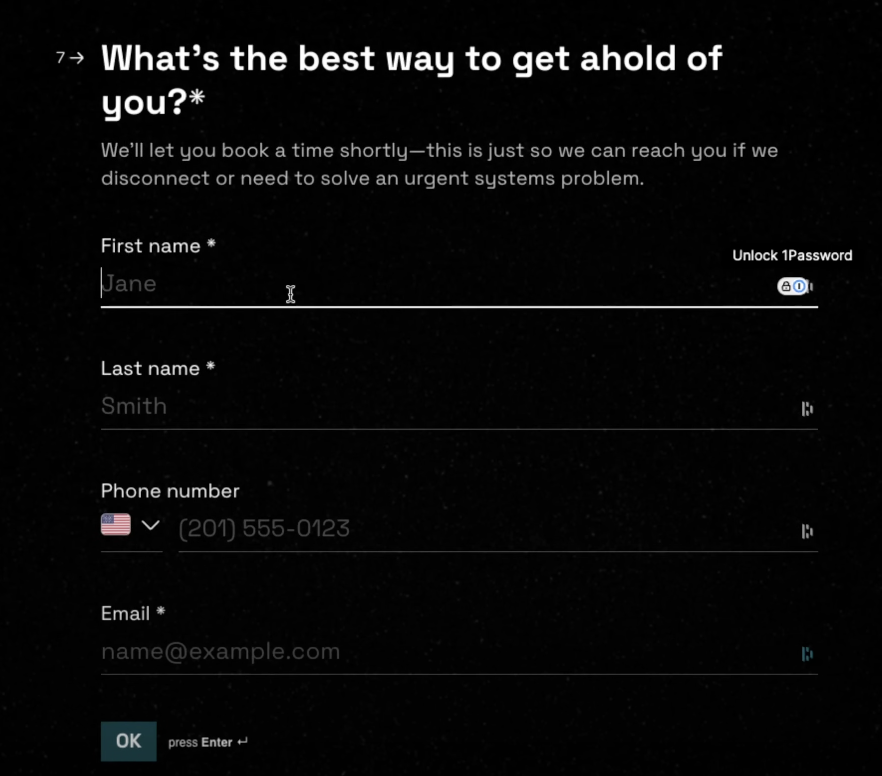 7→ What's the best way to get ahold of
you?*
We'll let you book a time shortly—this is just so we can reach you if we
disconnect or need to solve an urgent systems problem.
First name *
Unlock 1Password
Jane
Last name *
Smith
Phone number
(201) 555-0123
Email *
name@example.com
OK press Enter ↵